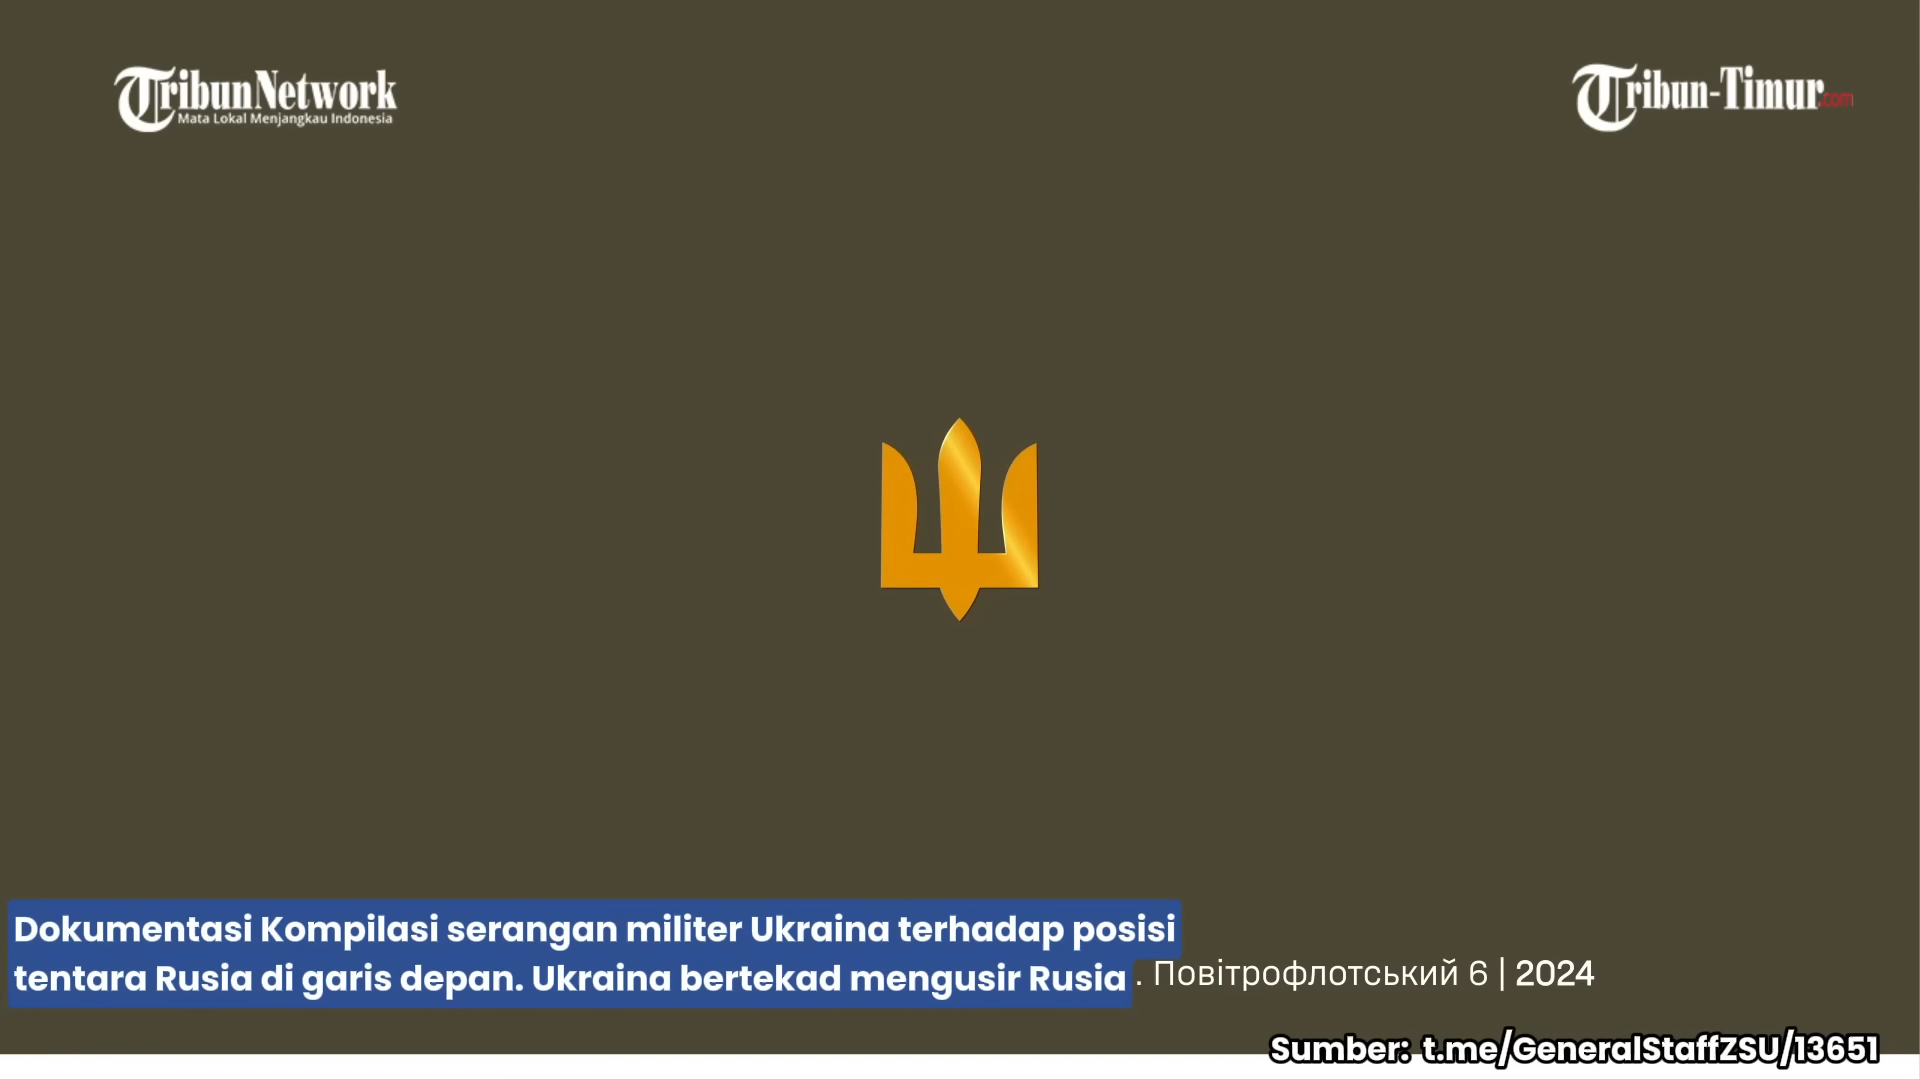 TribunNetwork
Mata Lokal Menjangkau Indonesia
Tribun-Timur.com
Dokumentasi Kompilasi serangan militer Ukraina terhadap posisi
tentara Rusia di garis depan. Ukraina bertekad mengusir Rusia
. Повітрофлотський 6 | 2024
Sumber: t.me/GeneralStaffZSU/13651